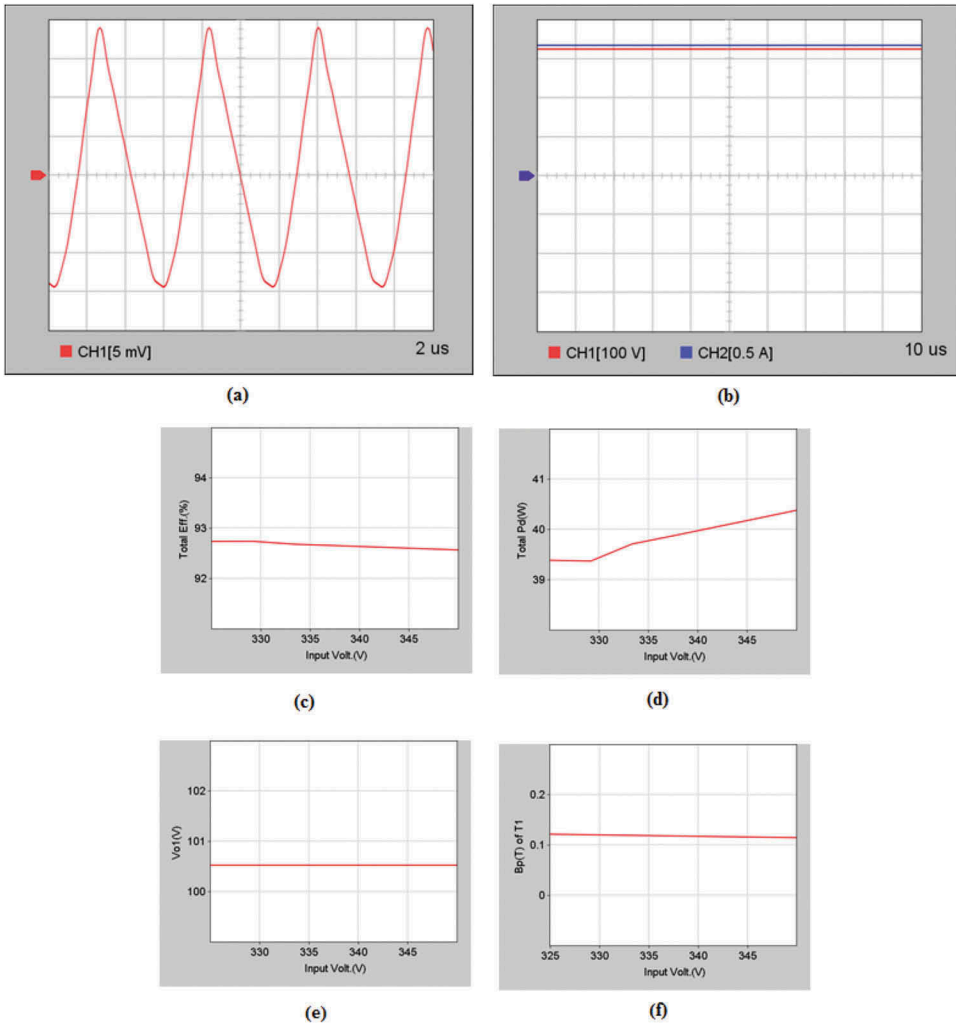 CH1[5 mV] 2 us
CH1[100 V] CH2[0.5 A] 10 us
(a)
(b)
Total Eff.(%)
94
93
92
330 335 340 345
Input Volt.(V)
(c)
Total Pd(W)
41
40
39
330 335 340 345
Input Volt.(V)
(d)
Vo1(V)
102
101
100
330 335 340 345
Input Volt.(V)
(e)
Bp(T) of T1
0.2
0.1
0
325 330 335 340 345
Input Volt.(V)
(f)